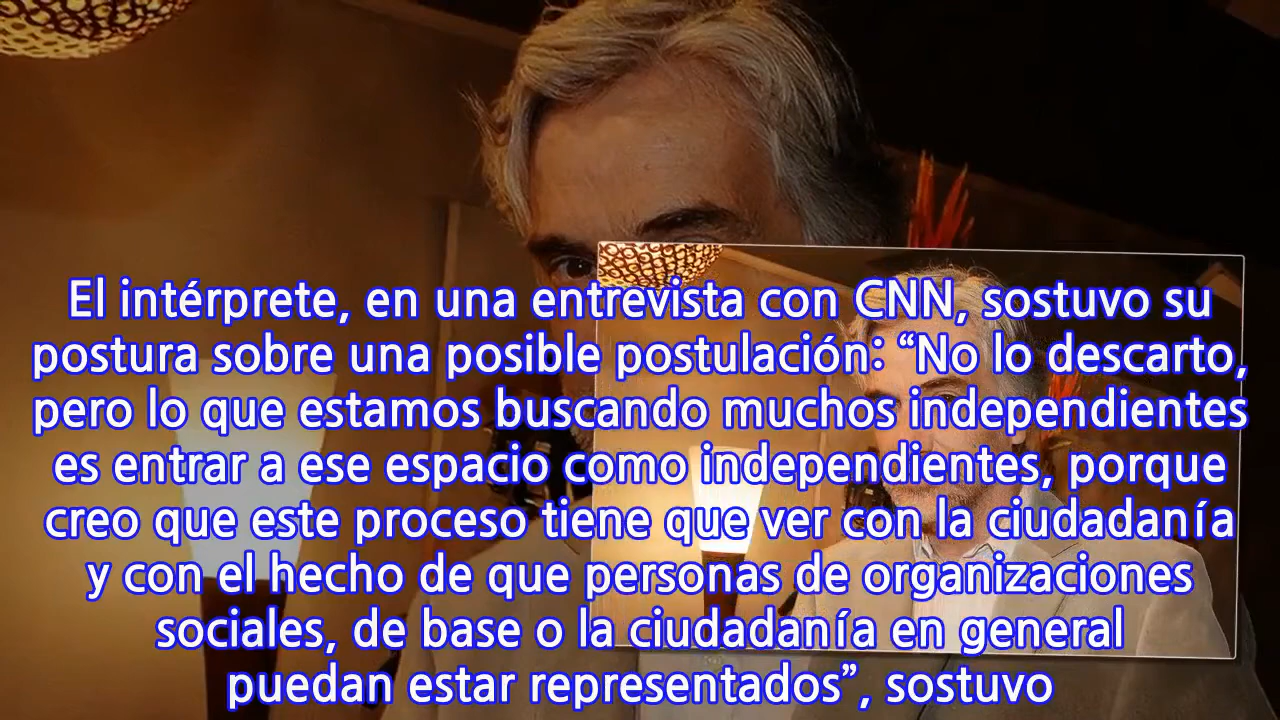 El intérprete, en una entrevista con CNN, sostuvo su
postura sobre una posible postulación: “No lo descarto,
pero lo que estamos buscando muchos independientes
es entrar a ese espacio como independientes, porque
creo que este proceso tiene que ver con la ciudadanía
y con el hecho de que personas de organizaciones
sociales, de base o la ciudadanía en general
puedan estar representados”, sostuvo